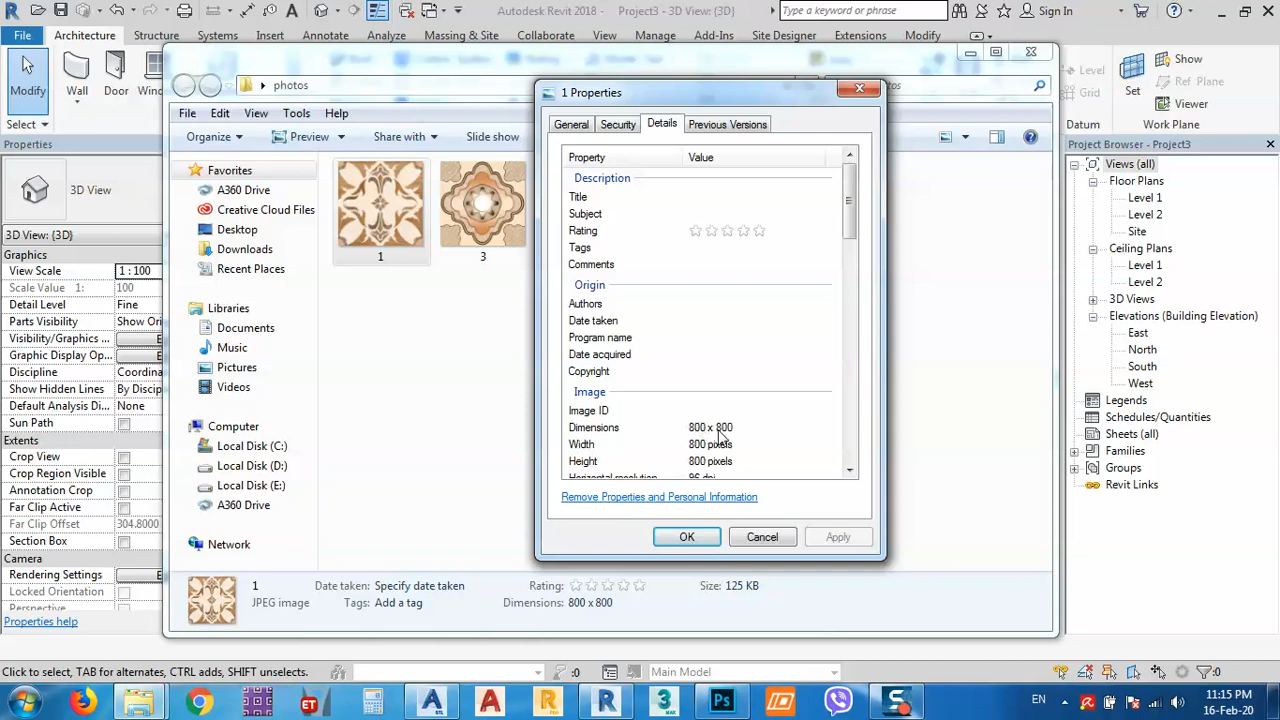 Autodesk Revit 2018 - Project3 - 3D View: {3D}
Type a keyword or phrase
Sign In
File
Architecture
Structure
Systems
Insert
Annotate
Analyze
Massing & Site
Collaborate
View
Manage
Add-Ins
Site Designer
Extensions
Modify
Modify
Wall
Door
Select
Level
Grid
Datum
Set
Show
Ref Plane
Viewer
Work Plane
Properties
3D View
3D View: {3D}
Graphics
View Scale 1 : 100
Scale Value 1: 100
Detail Level Fine
Parts Visibility Show Ori
Visibility/Graphics ...
Graphic Display Op...
Discipline Coordina
Show Hidden Lines By Discip
Default Analysis Di... None
Sun Path
Extents
Crop View
Crop Region Visible
Annotation Crop
Far Clip Active
Far Clip Offset 304.8000
Section Box
Camera
Rendering Settings
Locked Orientation
Perspective
Properties help
photos
File
Edit
View
Tools
Help
Organize
Preview
Share with
Slide show
Favorites
A360 Drive
Creative Cloud Files
Desktop
Downloads
Recent Places
Libraries
Documents
Music
Pictures
Videos
Computer
Local Disk (C:)
Local Disk (D:)
Local Disk (E:)
A360 Drive
Network
1
3
1 Properties
General
Security
Details
Previous Versions
Property Value
Description
Title
Subject
Rating
Tags
Comments
Origin
Authors
Date taken
Program name
Date acquired
Copyright
Image
Image ID
Dimensions 800 x 800
Width 800 pixels
Height 800 pixels
Horizontal resolution 96 dpi
Remove Properties and Personal Information
OK
Cancel
Apply
1
JPEG image
Date taken: Specify date taken
Tags: Add a tag
Rating:
Dimensions: 800 x 800
Size: 125 KB
Project Browser - Project3
Views (all)
Floor Plans
Level 1
Level 2
Site
Ceiling Plans
Level 1
Level 2
3D Views
Elevations (Building Elevation)
East
North
South
West
Legends
Schedules/Quantities
Sheets (all)
Families
Groups
Revit Links
Click to select, TAB for alternates, CTRL adds, SHIFT unselects.
:0
Main Model
:0
EN
11:15 PM
16-Feb-20